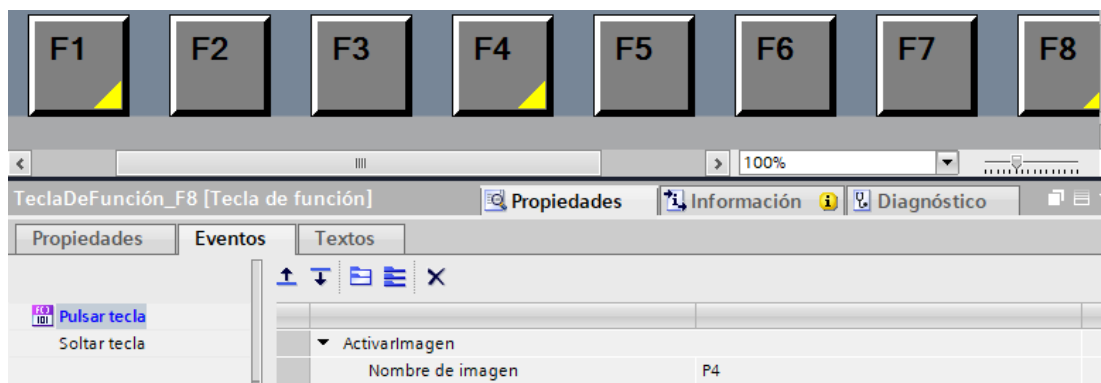 F1 F2 F3 F4 F5 F6 F7 F8
100%
TeclaDeFunción_F8 [Tecla de función] Propiedades Información Diagnóstico
Propiedades Eventos Textos
Pulsar tecla
Soltar tecla
ActivarImagen
Nombre de imagen P4